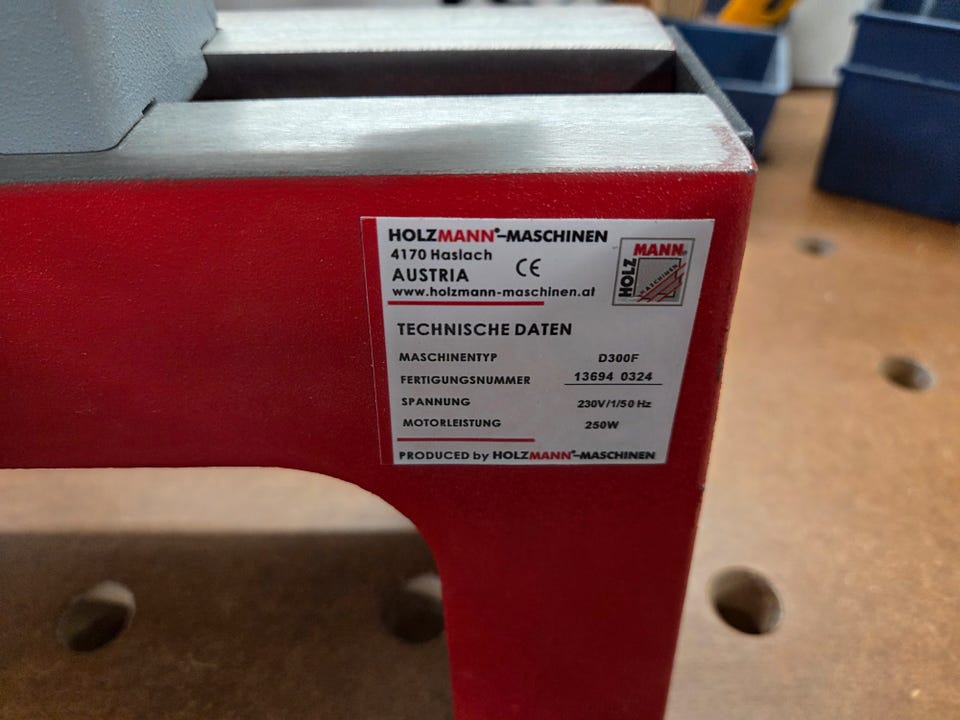 HOLZMANN®-MASCHINEN
4170 Haslach
AUSTRIA CE
www.holzmann-maschinen.at
HOLZ MANN®
MASCHINEN
TECHNISCHE DATEN
MASCHINENTYP D300F
FERTIGUNGSNUMMER 13694 0324
SPANNUNG 230V/1/50 Hz
MOTORLEISTUNG 250W
PRODUCED by HOLZMANN®-MASCHINEN